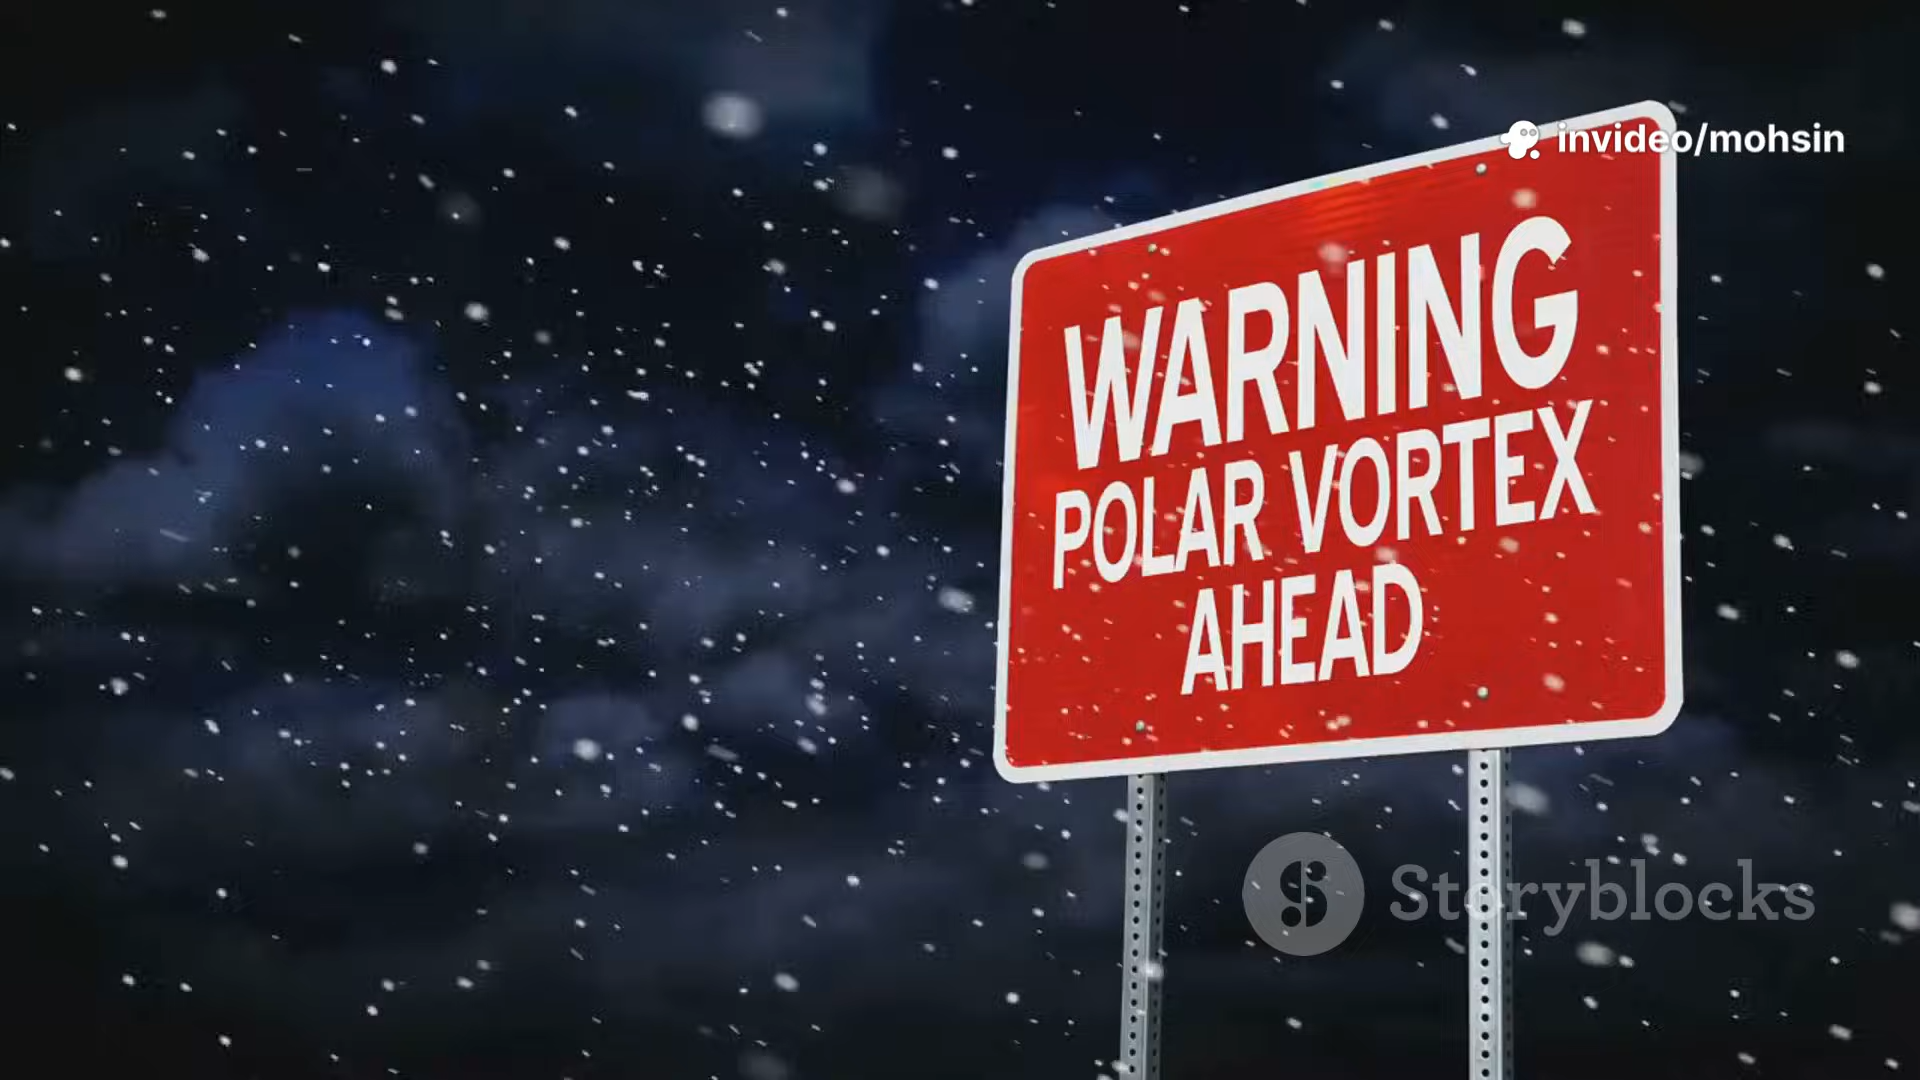 invideo/mohsin
WARNING
POLAR VORTEX
AHEAD
Storyblocks